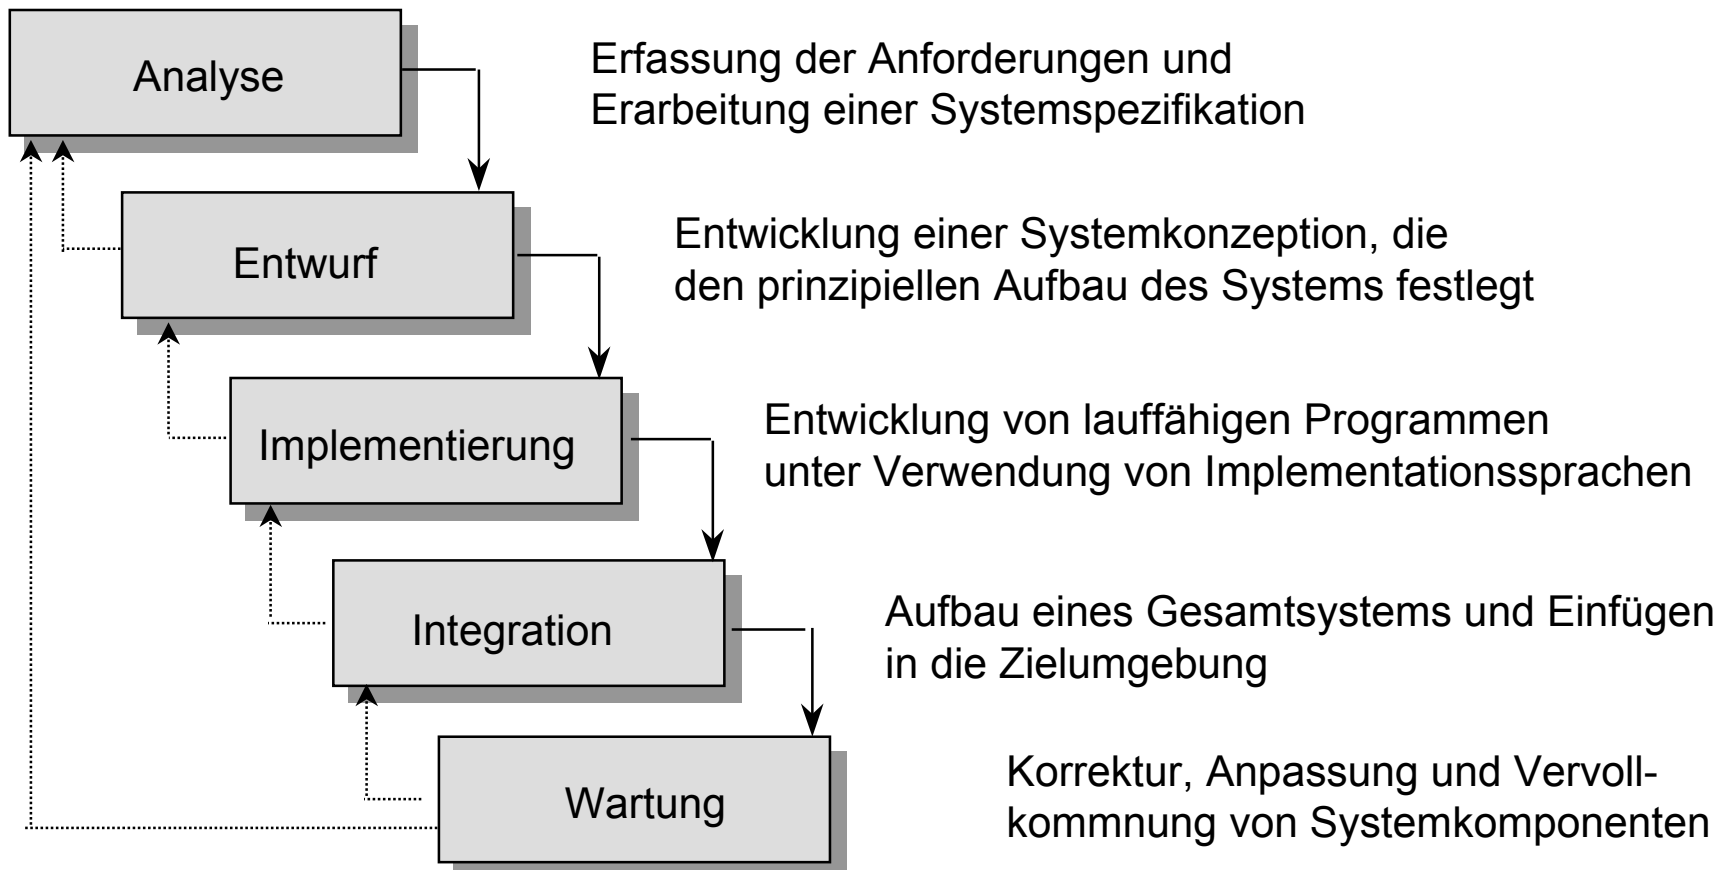 Analyse
Erfassung der Anforderungen und
Erarbeitung einer Systemspezifikation
Entwurf
Entwicklung einer Systemkonzeption, die
den prinzipiellen Aufbau des Systems festlegt
Implementierung
Entwicklung von lauffähigen Programmen
unter Verwendung von Implementationssprachen
Integration
Aufbau eines Gesamtsystems und Einfügen
in die Zielumgebung
Wartung
Korrektur, Anpassung und Vervoll-
kommnung von Systemkomponenten